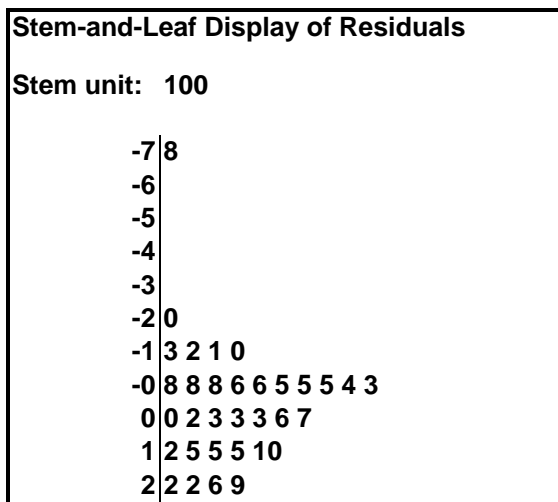 Stem-and-Leaf Display of Residuals
Stem unit: 100
-7 8
-6
-5
-4
-3
-2 0
-1 3 2 1 0
-0 8 8 8 6 6 5 5 5 4 3
0 0 2 3 3 3 6 7
1 2 5 5 5 10
2 2 2 6 9